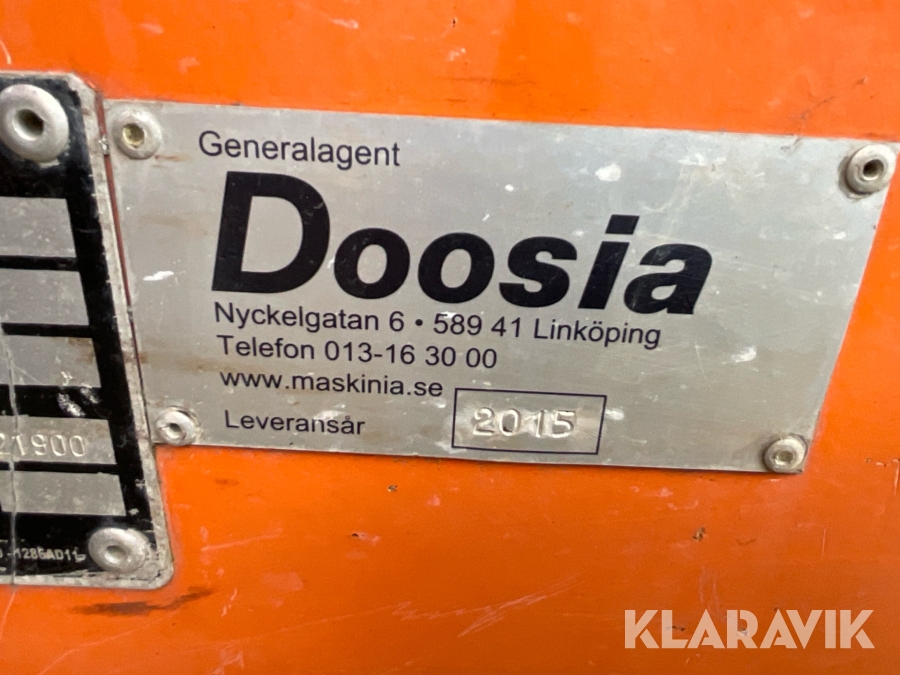 Generalagent
Doosia
Nyckelgatan 6 • 589 41 Linköping
Telefon 013-16 30 00
www.maskinia.se
Leveransår 2015
21900
-1286AD11
KLARAVIK